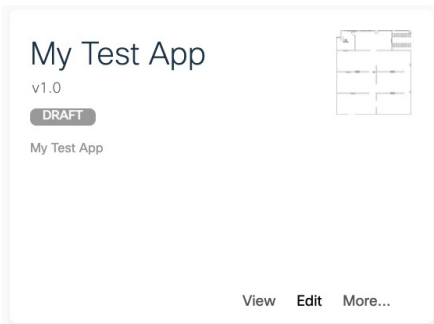 My Test App
v1.0
DRAFT
My Test App
View Edit More...